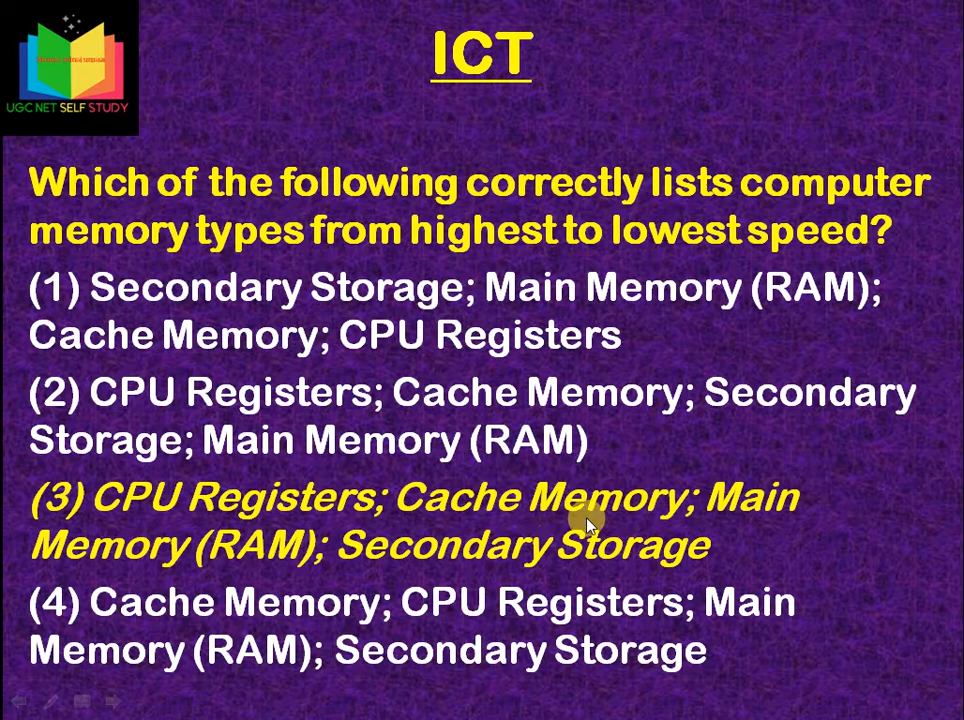 UGC NET SELF STUDY
ICT
Which of the following correctly lists computer
memory types from highest to lowest speed?
(1) Secondary Storage; Main Memory (RAM);
Cache Memory; CPU Registers
(2) CPU Registers; Cache Memory; Secondary
Storage; Main Memory (RAM)
(3) CPU Registers; Cache Memory; Main
Memory (RAM); Secondary Storage
(4) Cache Memory; CPU Registers; Main
Memory (RAM); Secondary Storage